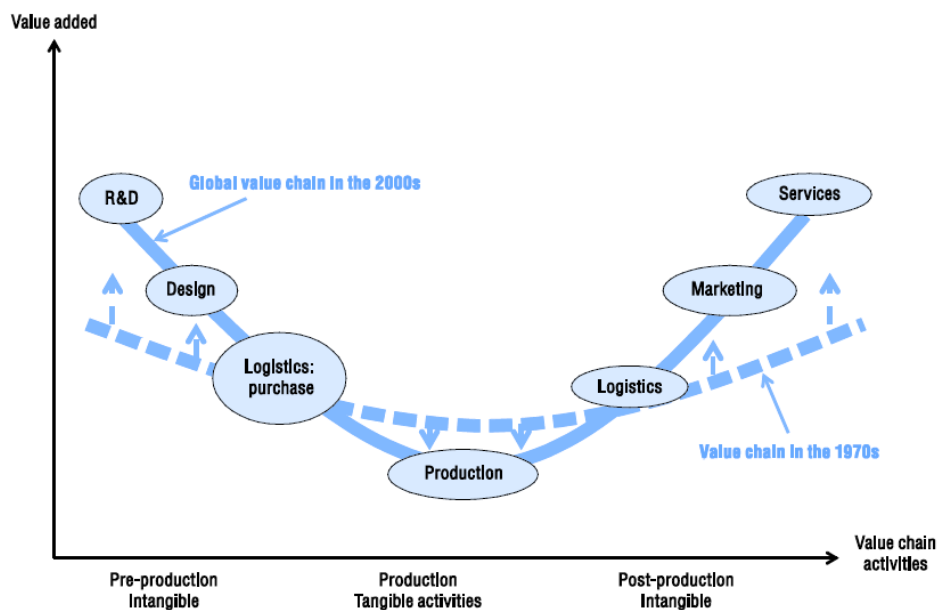 Value added
R&D
Global value chain in the 2000s
Services
Design
Marketing
Logistics:
purchase
Logistics
Value chain in the 1970s
Production
Value chain
activities
Pre-production
Intangible
Production
Tangible activities
Post-production
Intangible